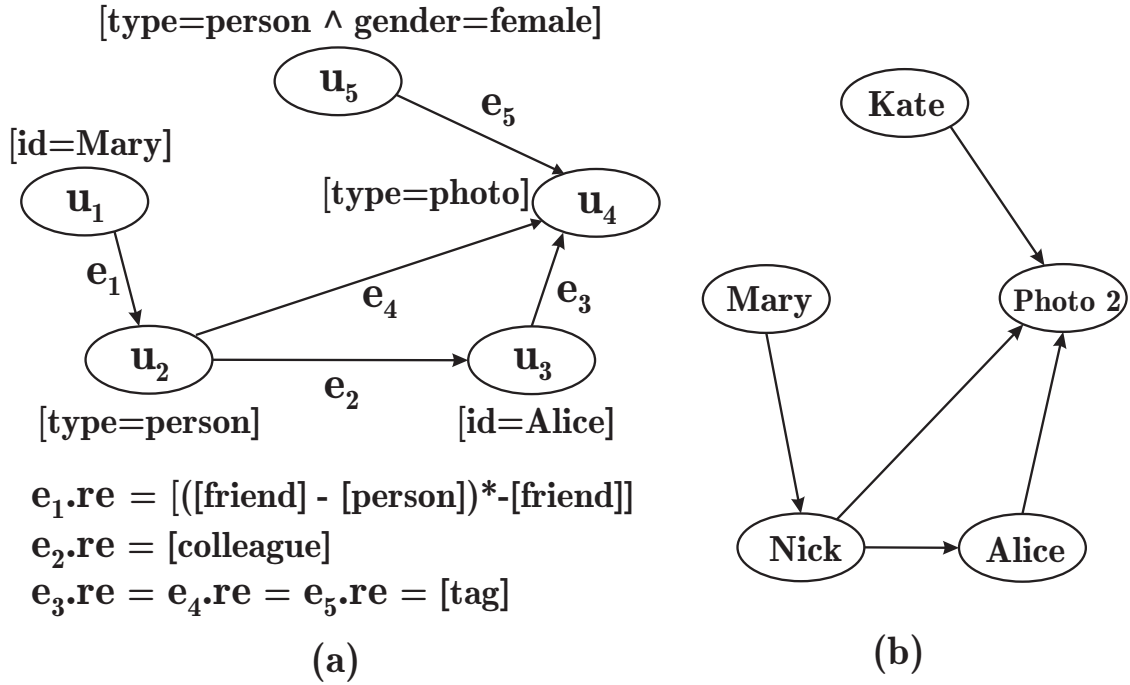 [type=person ∧ gender=female]
u₅
e₅
[id=Mary]
u₁
[type=photo]
u₄
e₁
e₄
e₃
u₂
e₂
u₃
[type=person]
[id=Alice]
e₁.re = [([friend] - [person])*-[friend]]
e₂.re = [colleague]
e₃.re = e₄.re = e₅.re = [tag]
(a)
Kate
Mary
Photo 2
Nick
Alice
(b)